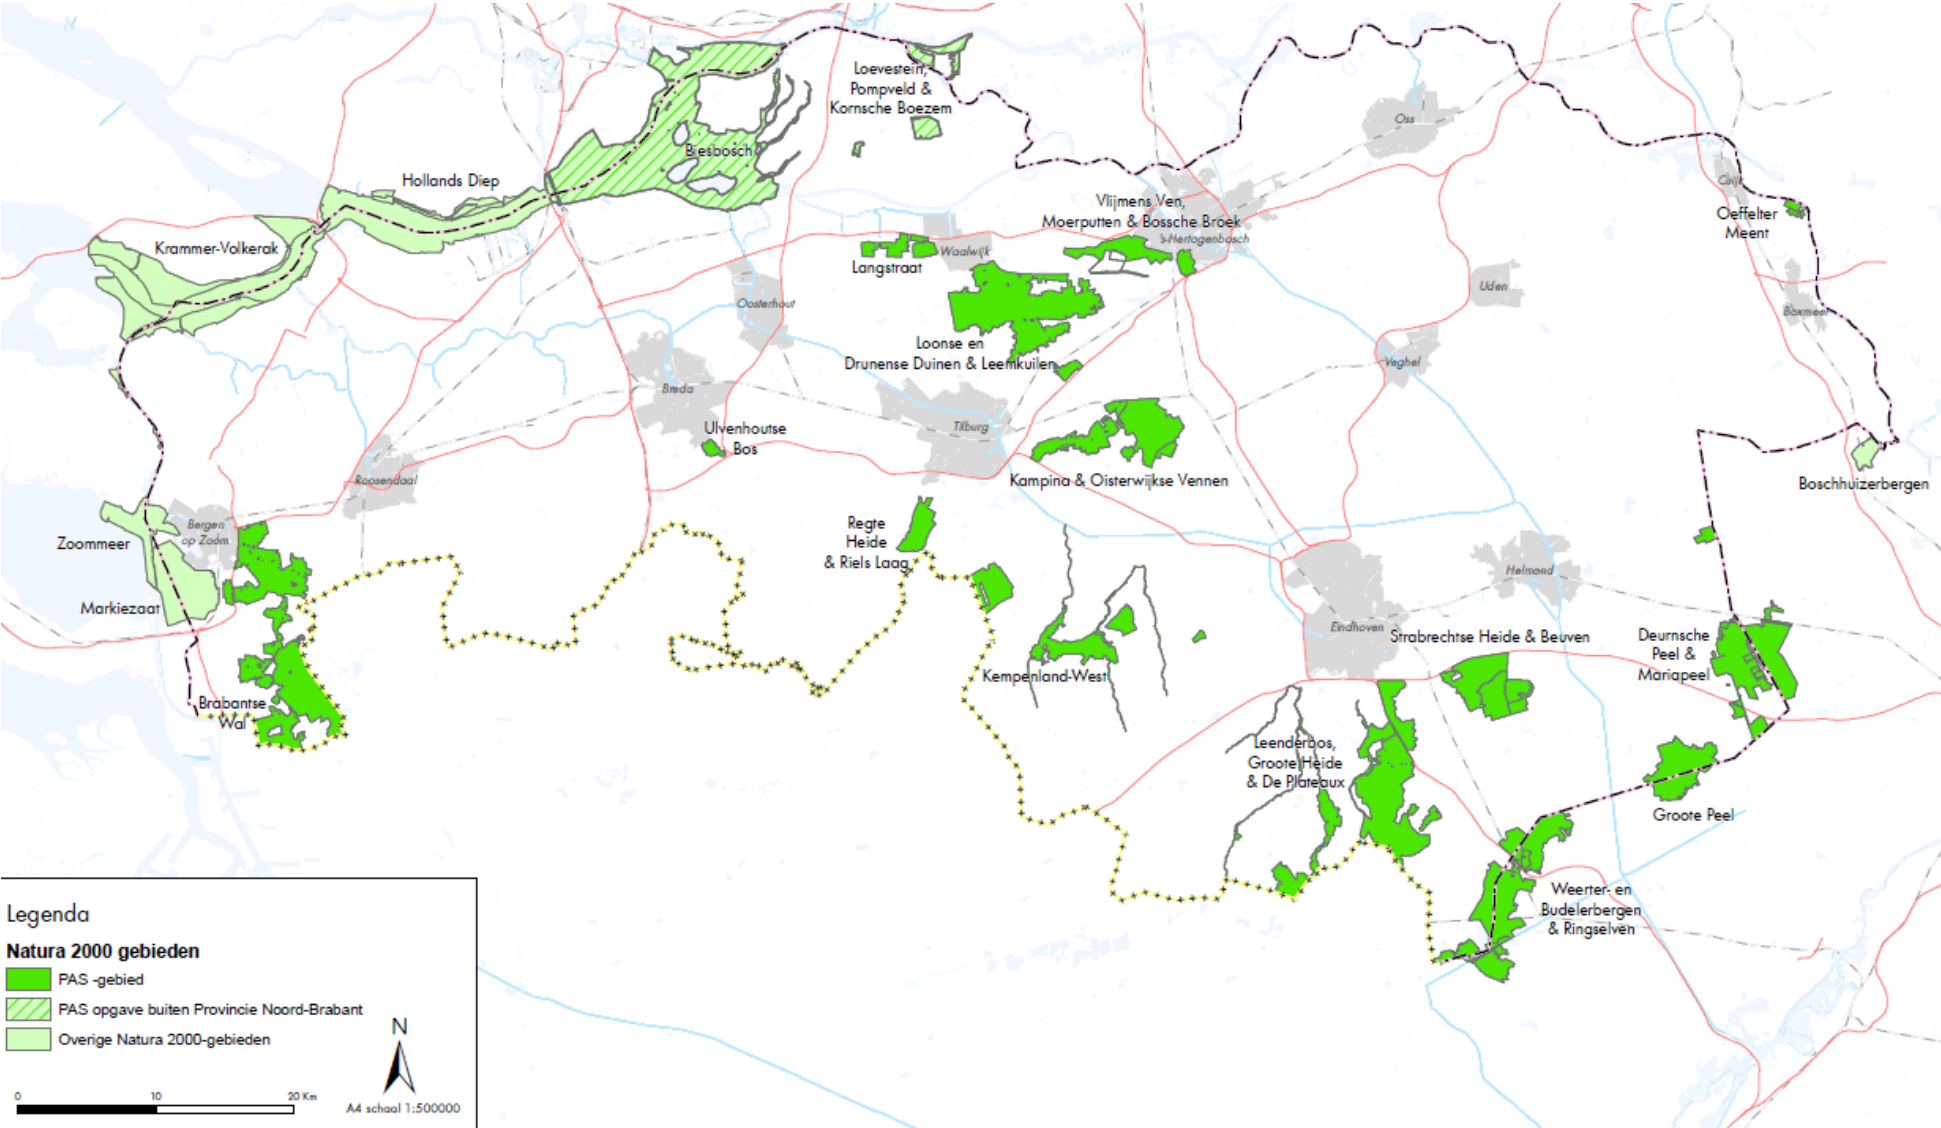 Loevestein,
Pompveld &
Kornsche Boezem
Oss
Biesbosch
Hollands Diep
Cuijk
Vlijmens Ven,
Moerputten & Bossche Broek
's-Hertogenbosch
Oeffelter
Meent
Krammer-Volkerak
Langstraat
Waalwijk
Uden
Oosterhout
Boxmeer
Loonse en
Drunense Duinen & Leemkuilen
Veghel
Breda
Ulvenhoutse
Bos
Tilburg
Roosendaal
Kampina & Oisterwijkse Vennen
Boschhuizerbergen
Bergen
op Zoom
Zoommeer
Regte
Heide
& Riels Laag
Helmond
Markiezaat
Eindhoven
Strabrechtse Heide & Beuven
Deurnsche
Peel &
Mariapeel
Kempenland-West
Brabantse
Wal
Leenderbos,
Groote Heide
& De Plateaux
Groote Peel
Weerter- en
Budelerbergen
& Ringselven
Legenda
Natura 2000 gebieden
PAS -gebied
PAS opgave buiten Provincie Noord-Brabant
Overige Natura 2000-gebieden
N
0 10 20 Km
A4 schaal 1:500000